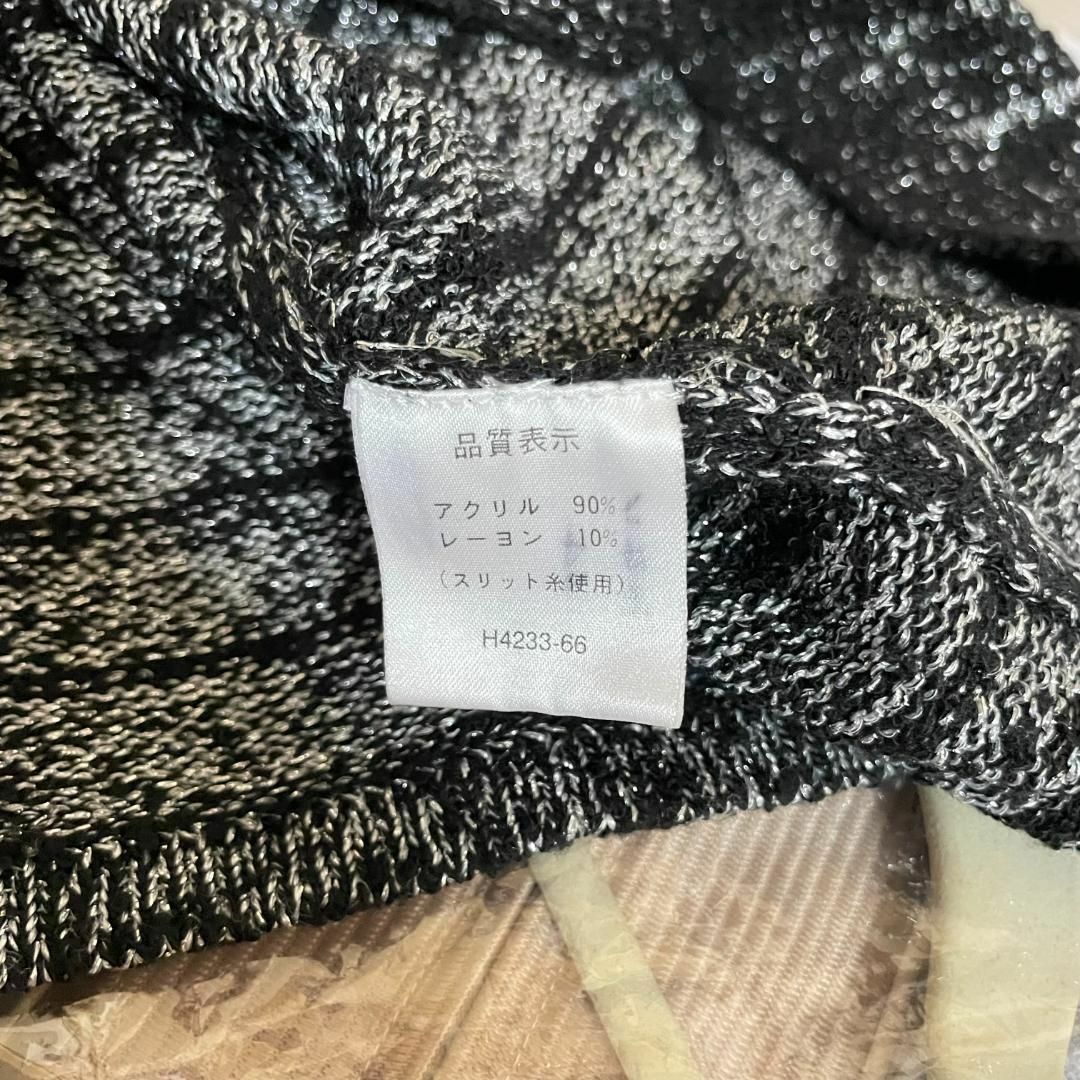 品質表示
アクリル 90%
レーヨン 10%
(スリット糸使用)
H4233-66